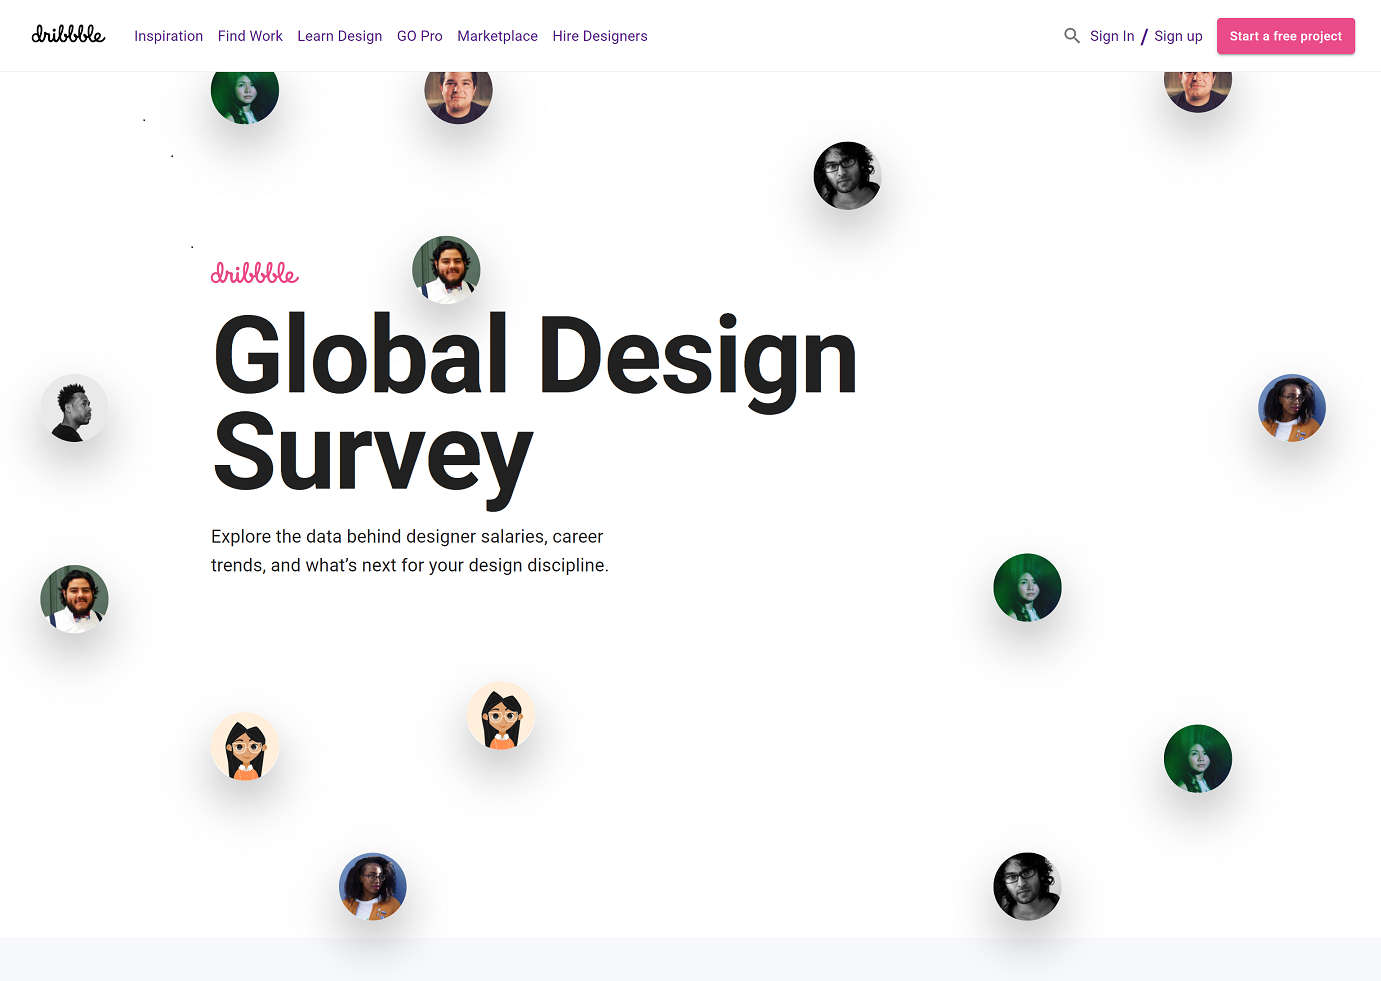 dribbble
Inspiration Find Work Learn Design GO Pro Marketplace Hire Designers
Sign In / Sign up
Start a free project
dribbble
Global Design
Survey
Explore the data behind designer salaries, career
trends, and what’s next for your design discipline.